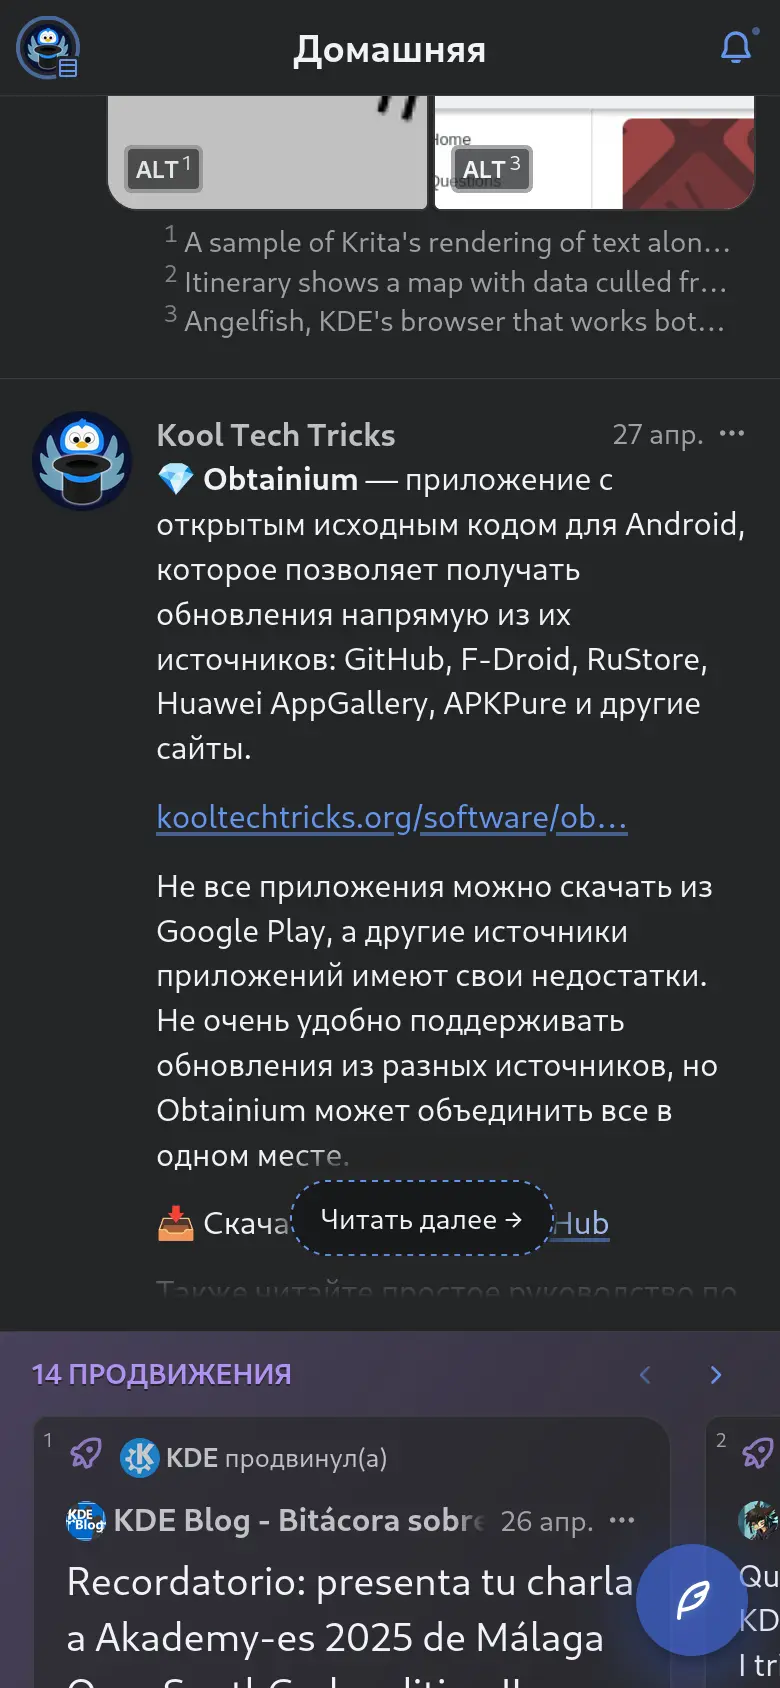 Домашняя
Home
Questions
ALT 1
ALT 3
1 A sample of Krita's rendering of text alon...
2 Itinerary shows a map with data culled fr...
3 Angelfish, KDE's browser that works bot...
Kool Tech Tricks 27 апр. ...
💎 Obtainium — приложение с
открытым исходным кодом для Android,
которое позволяет получать
обновления напрямую из их
источников: GitHub, F-Droid, RuStore,
Huawei AppGallery, APKPure и другие
сайты.
kooltechtricks.org/software/ob...
Не все приложения можно скачать из
Google Play, а другие источники
приложений имеют свои недостатки.
Не очень удобно поддерживать
обновления из разных источников, но
Obtainium может объединить все в
одном месте.
📥 Скача Читать далее → Hub
Также читайте простое руководство по
14 ПРОДВИЖЕНИЯ
1 KDE продвинул(а)
2
KDE Blog - Bitácora sobre 26 апр. ...
Recordatorio: presenta tu charla
a Akademy-es 2025 de Málaga
Qu
KD
I tri